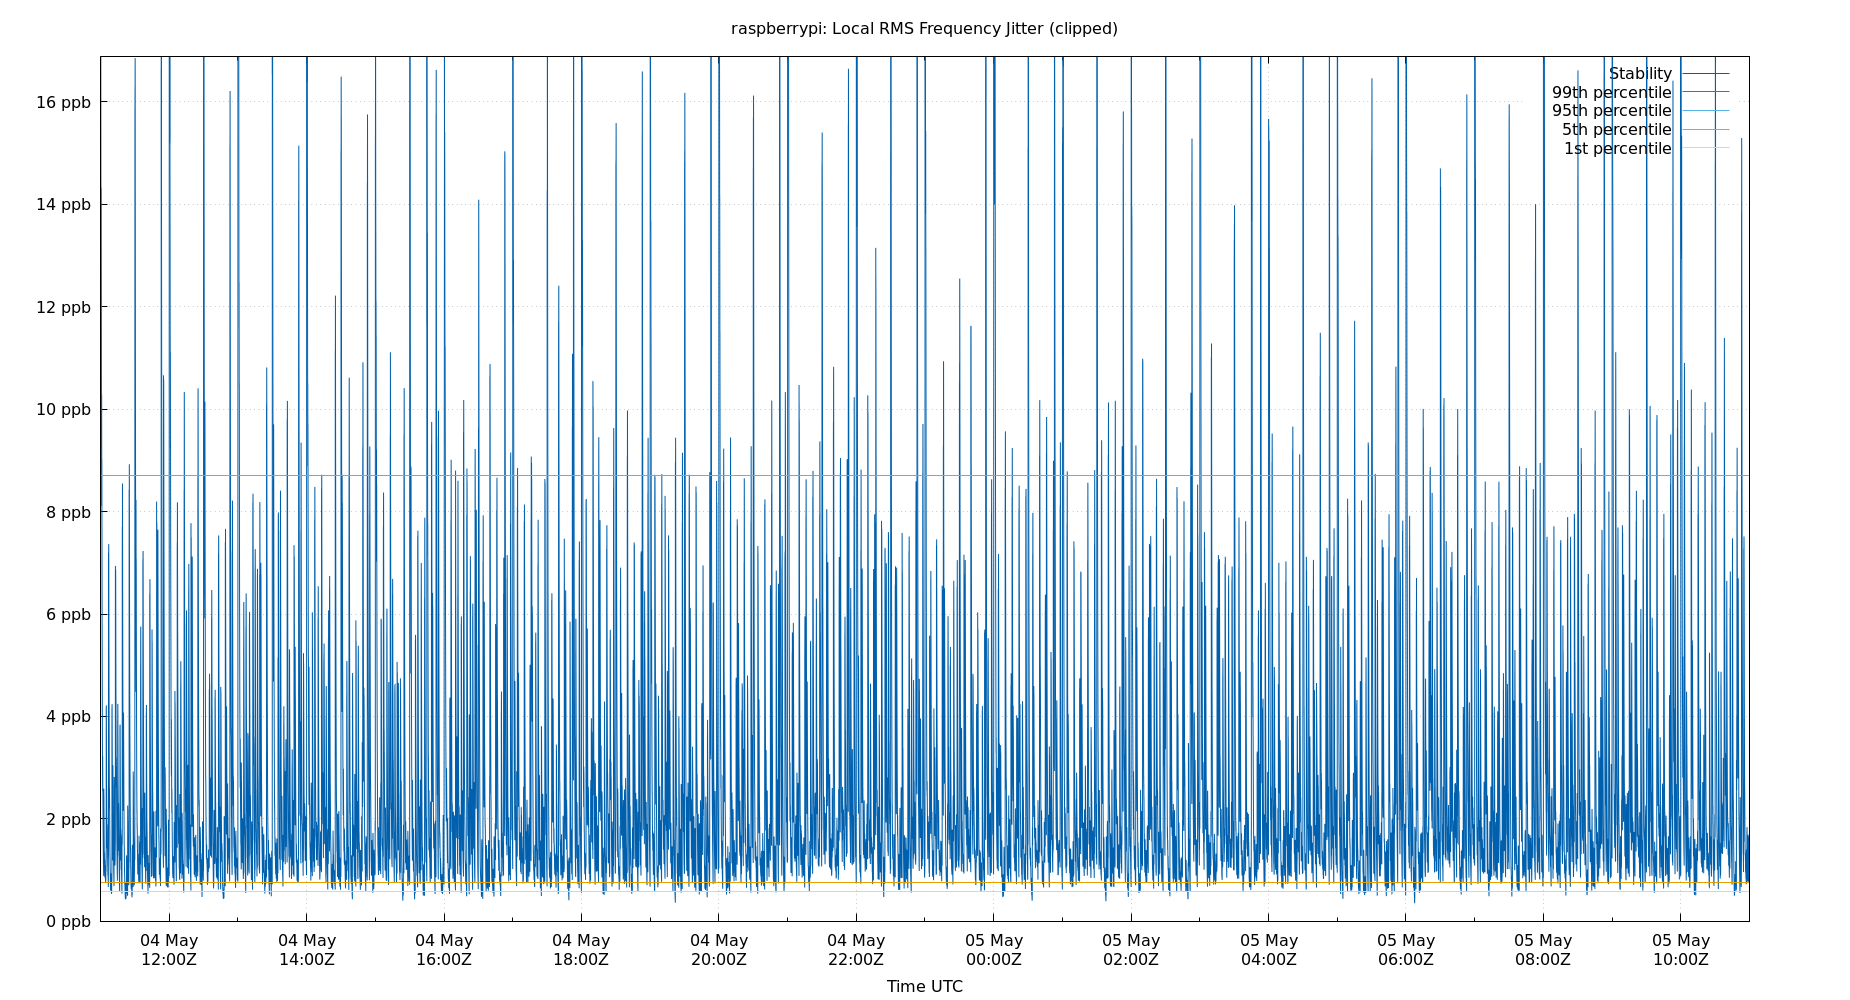 raspberrypi: Local RMS Frequency Jitter (clipped)
Stability
99th percentile
95th percentile
5th percentile
1st percentile
16 ppb
14 ppb
12 ppb
10 ppb
8 ppb
6 ppb
4 ppb
2 ppb
0 ppb
04 May 04 May 04 May 04 May 04 May 04 May 05 May 05 May 05 May 05 May 05 May 05 May
12:00Z 14:00Z 16:00Z 18:00Z 20:00Z 22:00Z 00:00Z 02:00Z 04:00Z 06:00Z 08:00Z 10:00Z
Time UTC